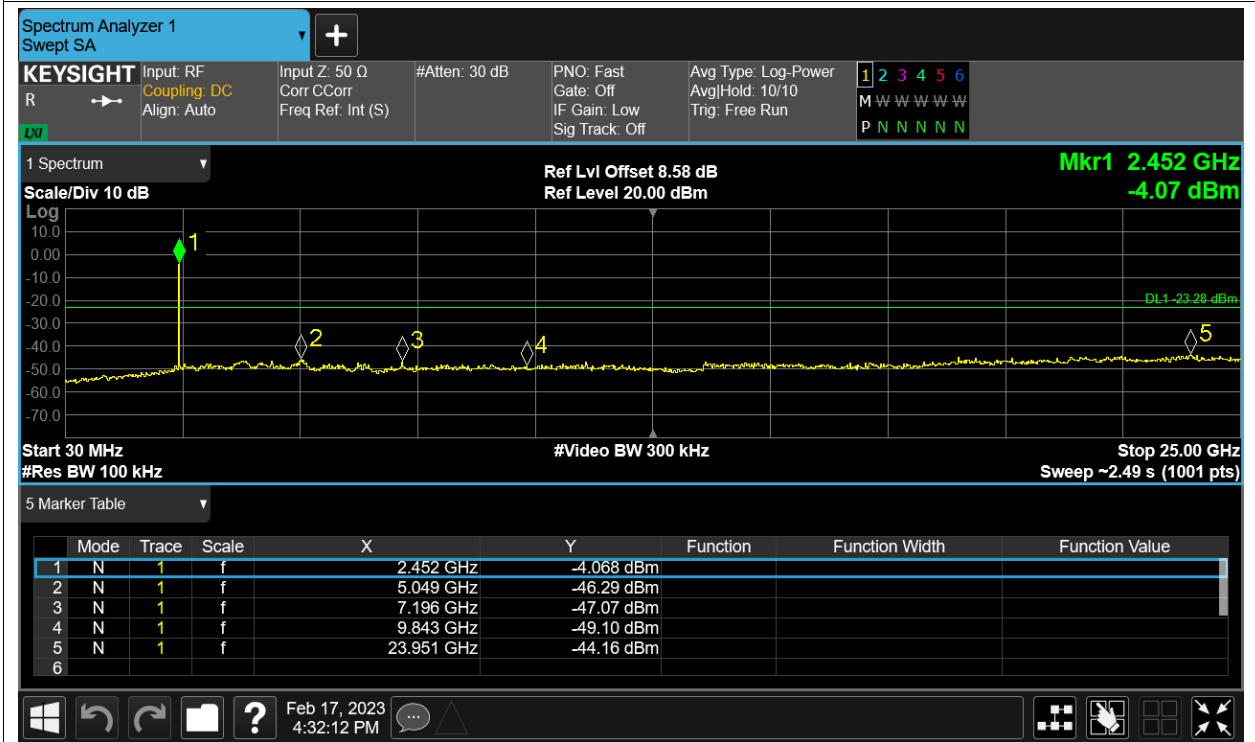 Spectrum Analyzer 1
Swept SA
+
KEYSIGHT
R
LXI
Input: RF
Coupling: DC
Align: Auto
Input Z: 50 Ω
Corr CCorr
Freq Ref: Int (S)
#Atten: 30 dB
PNO: Fast
Gate: Off
IF Gain: Low
Sig Track: Off
Avg Type: Log-Power
Avg|Hold: 10/10
Trig: Free Run
1 2 3 4 5 6
M W W W W W W
P N N N N N
1 Spectrum
Scale/Div 10 dB
Ref Lvl Offset 8.58 dB
Ref Level 20.00 dBm
Mkr1 2.452 GHz
-4.07 dBm
Log
10.0
0.00
-10.0
-20.0
-30.0
-40.0
-50.0
-60.0
-70.0
1
2
3
4
5
DL1 -23.28 dBm
Start 30 MHz
#Video BW 300 kHz
Stop 25.00 GHz
#Res BW 100 kHz
Sweep ~2.49 s (1001 pts)
5 Marker Table
Mode Trace Scale X Y Function Function Width Function Value
1 N 1 f 2.452 GHz -4.068 dBm
2 N 1 f 5.049 GHz -46.29 dBm
3 N 1 f 7.196 GHz -47.07 dBm
4 N 1 f 9.843 GHz -49.10 dBm
5 N 1 f 23.951 GHz -44.16 dBm
6
?
Feb 17, 2023
4:32:12 PM